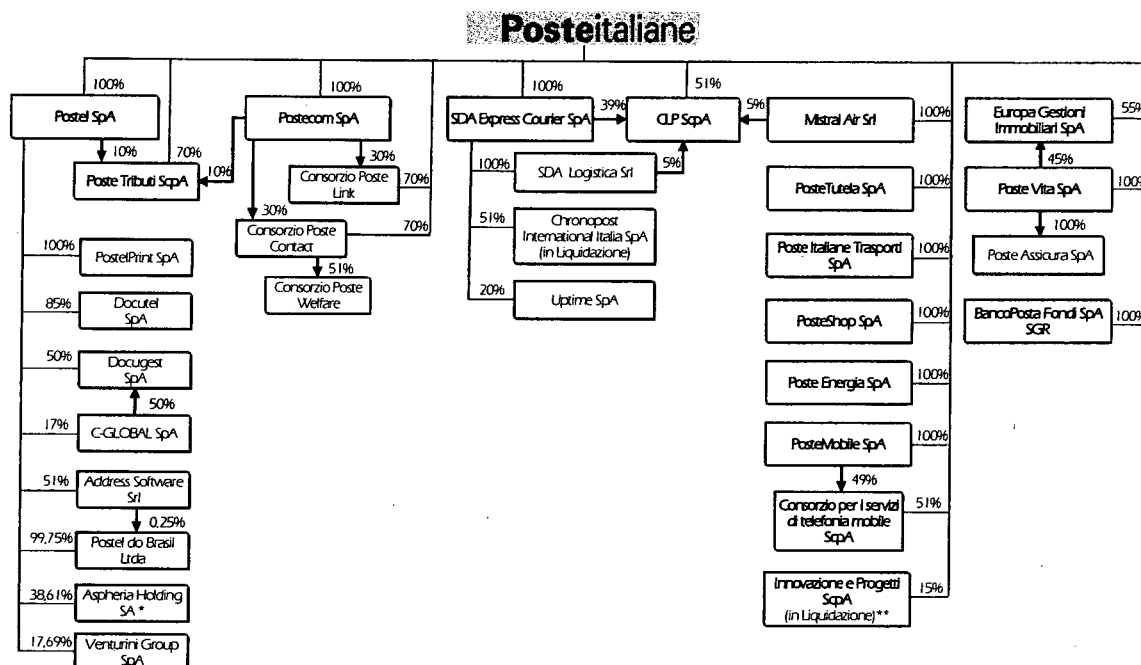 Posteitaliane
100%
Postel SpA
10%
70%
Poste Tributi ScpA
10%
100%
PostelPrint SpA
85%
Docutel
SpA
50%
Docugest
SpA
50%
17%
C-GLOBAL SpA
51%
Address Software
Srl
0,25%
99,75%
Postel do Brasil
Ltda
38,61%
Aspheria Holding
SA *
17,69%
Venturini Group
SpA
100%
Postecom SpA
30%
Consorzio Poste
Link
70%
30%
Consorzio Poste
Contact
70%
51%
Consorzio Poste
Welfare
100%
SDA Express Courier SpA
39%
100%
SDA Logistica Srl
5%
51%
Chronopost
International Italia SpA
(in Liquidazione)
20%
Uptime SpA
51%
CLP ScpA
5%
Mistral Air Srl
100%
PosteTutela SpA
100%
Poste Italiane Trasporti
SpA
100%
PosteShop SpA
100%
Poste Energia SpA
100%
PosteMobile SpA
100%
49%
Consorzio per i servizi
di telefonia mobile
ScpA
51%
Innovazione e Progetti
ScpA
(in Liquidazione)**
15%
Europa Gestioni
Immobiliari SpA
55%
45%
Poste Vita SpA
100%
100%
Poste Assicura SpA
BancoPosta Fondi SpA
SGR
100%